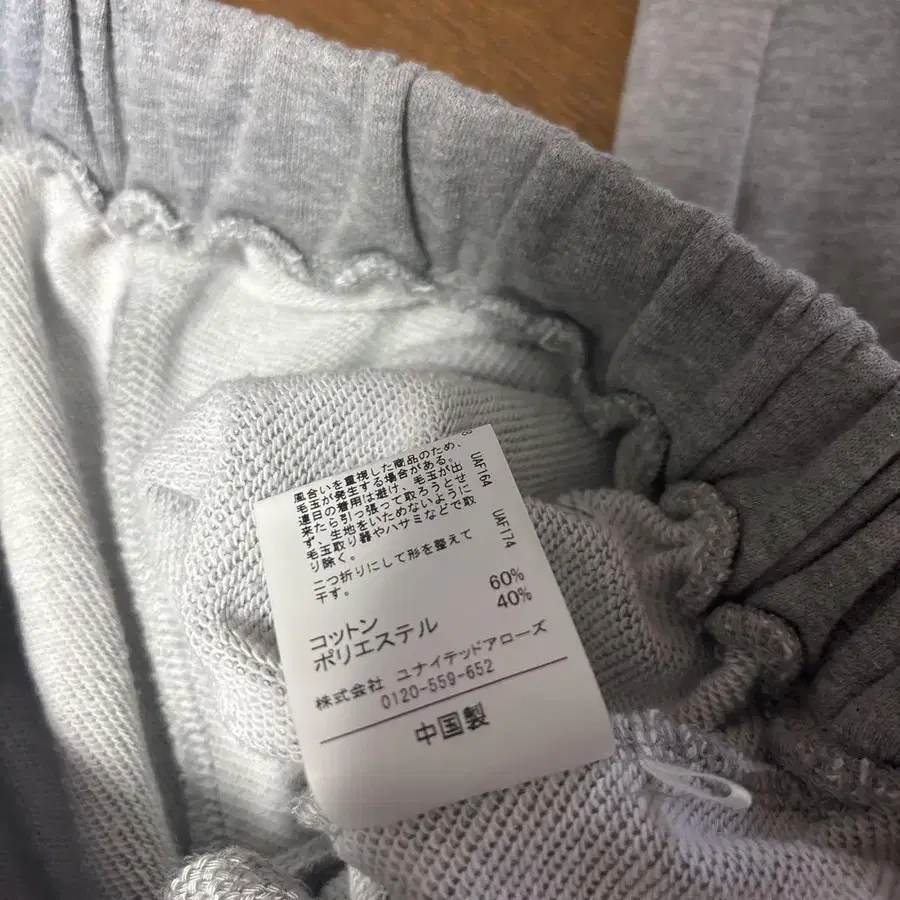 風合いを重視した商品のため、
毛玉が発生する場合がある。
連日の着用は避け、毛玉が出せ
来たら引っ張って取ろうとせに
ず、生地をいためないように
毛玉取り器やハサミなどで取
り除く。
二つ折りにして形を整えて
干す。
UAF16A
UAF174
コットン 60%
ポリエステル 40%
株式会社 ユナイテッドアローズ
0120-559-652
中国製